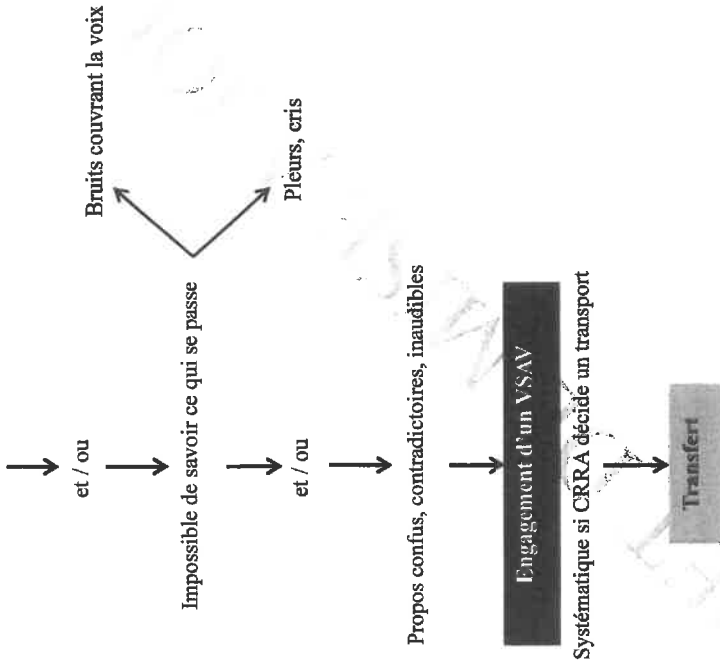 et / ou
Impossible de savoir ce qui se passe
Bruits couvrant la voix
Pleurs, cris
et / ou
Propos confus, contradictoires, inaudibles
Engagement d'un VSAV
Systématique si CRRA décide un transport
Transfert